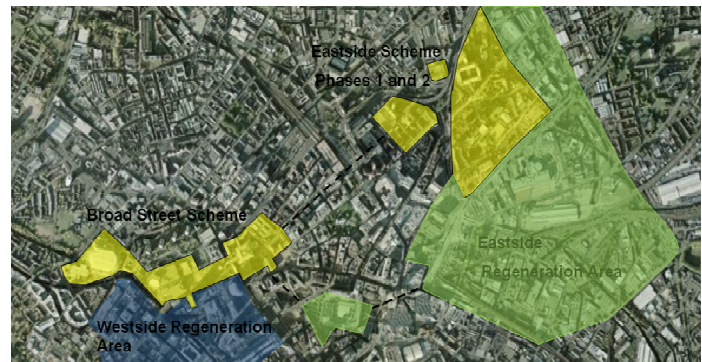 Eastside Scheme
Phases 1 and 2
Broad Street Scheme
Eastside
Regeneration Area
Westside Regeneration
Area